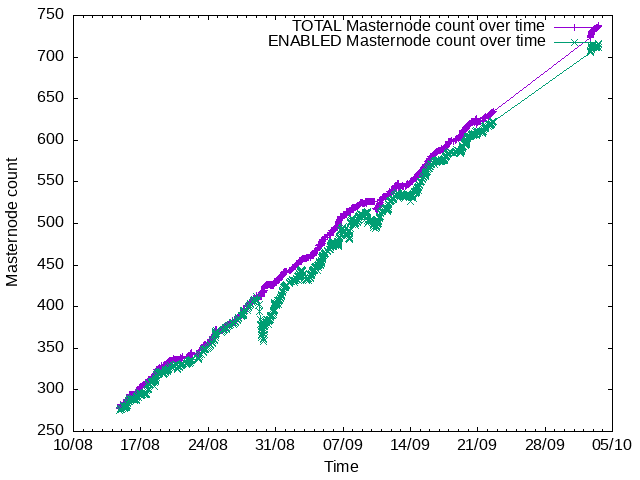 750
TOTAL Masternode count over time
ENABLED Masternode count over time
700
650
600
550
500
450
400
350
300
250
Masternode count
10/08 17/08 24/08 31/08 07/09 14/09 21/09 28/09 05/10
Time